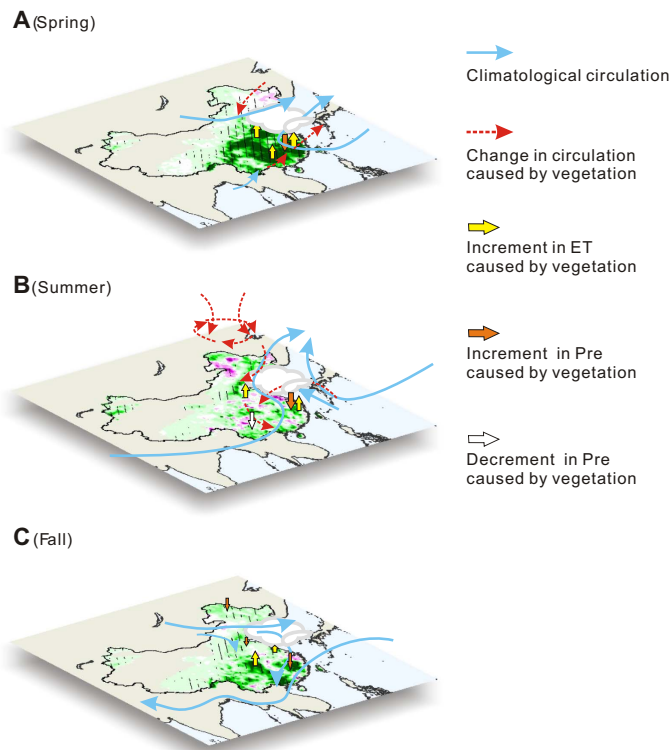 A (Spring)
Climatological circulation
Change in circulation
caused by vegetation
Increment in ET
caused by vegetation
B (Summer)
Increment in Pre
caused by vegetation
Decrement in Pre
caused by vegetation
C (Fall)